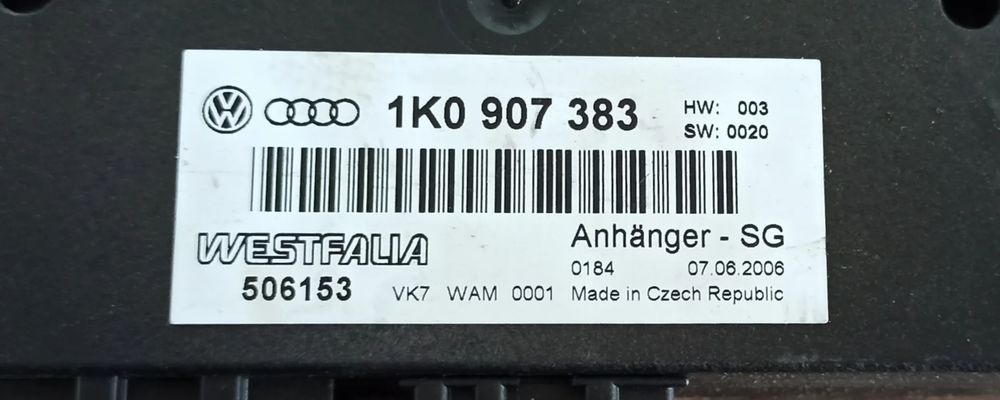 1K0 907 383 HW: 003
SW: 0020
WESTFALIA Anhänger - SG
0184 07.06.2006
506153 VK7 WAM 0001 Made in Czech Republic